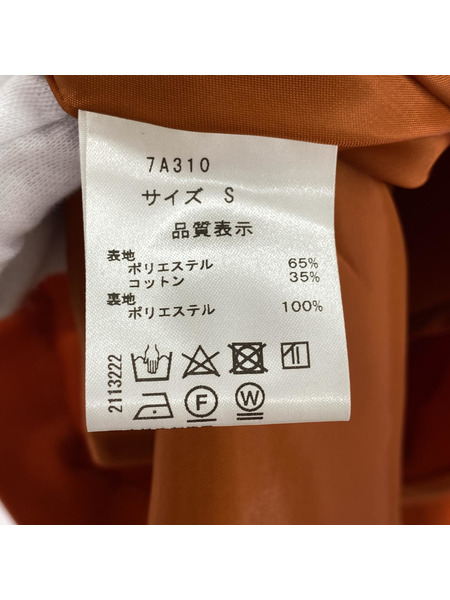 7A310
サイズ S
品質表示
表地
ポリエステル 65%
コットン 35%
裏地
ポリエステル 100%
2113222
F W